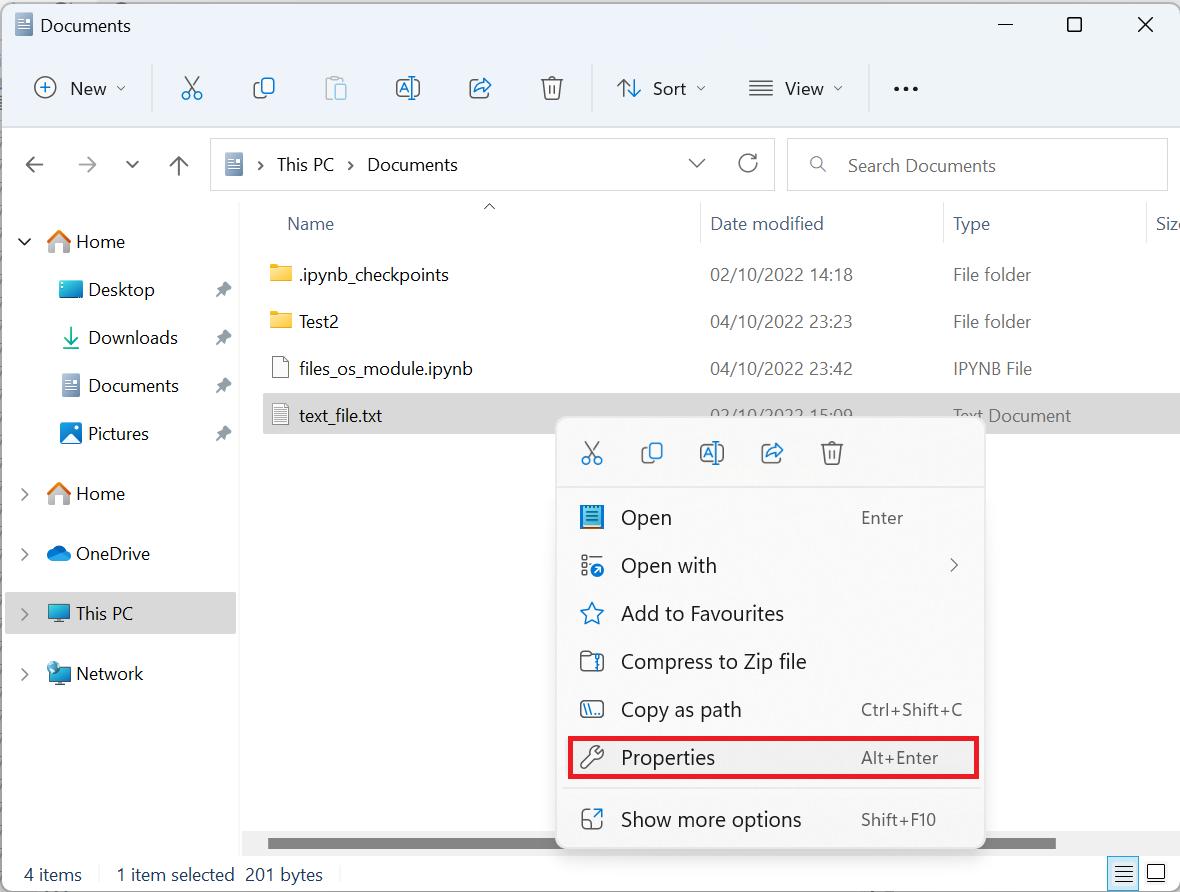 Documents
New
Sort
View
This PC
Documents
Search Documents
Name
Date modified
Type
Home
.ipynb_checkpoints
02/10/2022 14:18
File folder
Desktop
Test2
04/10/2022 23:23
File folder
Downloads
files_os_module.ipynb
04/10/2022 23:42
IPYNB File
Documents
text_file.txt
02/10/2022 15:09
Text Document
Pictures
Home
OneDrive
This PC
Network
Open Enter
Open with
Add to Favourites
Compress to Zip file
Copy as path Ctrl+Shift+C
Properties Alt+Enter
Show more options Shift+F10
4 items
1 item selected 201 bytes